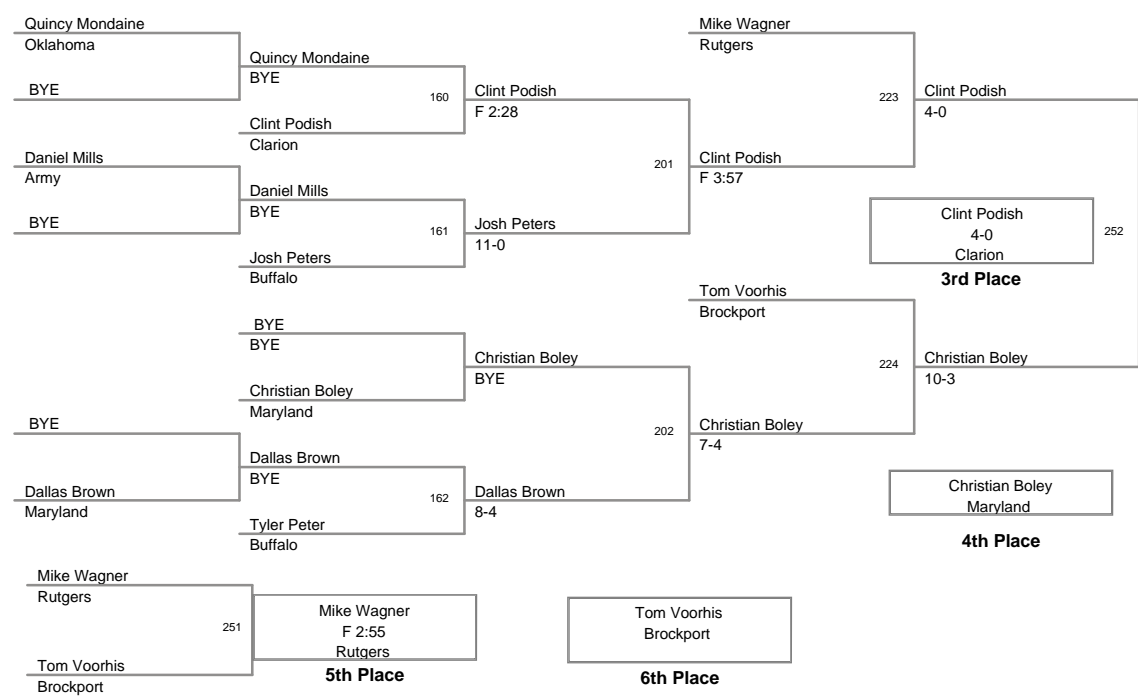 Quincy Mondaine
Oklahoma
BYE
Daniel Mills
Army
BYE
BYE
Dallas Brown
Maryland
Quincy Mondaine
BYE
160
Clint Podish
Clarion
Daniel Mills
BYE
161
Josh Peters
Buffalo
BYE
BYE
Christian Boley
Maryland
Dallas Brown
BYE
162
Tyler Peter
Buffalo
Clint Podish
F 2:28
201
Josh Peters
11-0
Christian Boley
BYE
202
Dallas Brown
8-4
Mike Wagner
Rutgers
223
Clint Podish
F 3:57
Tom Voorhis
Brockport
224
Christian Boley
7-4
Clint Podish
4-0
Clint Podish
4-0
Clarion
252
3rd Place
Christian Boley
10-3
Christian Boley
Maryland
4th Place
Mike Wagner
Rutgers
251
Tom Voorhis
Brockport
Mike Wagner
F 2:55
Rutgers
5th Place
Tom Voorhis
Brockport
6th Place